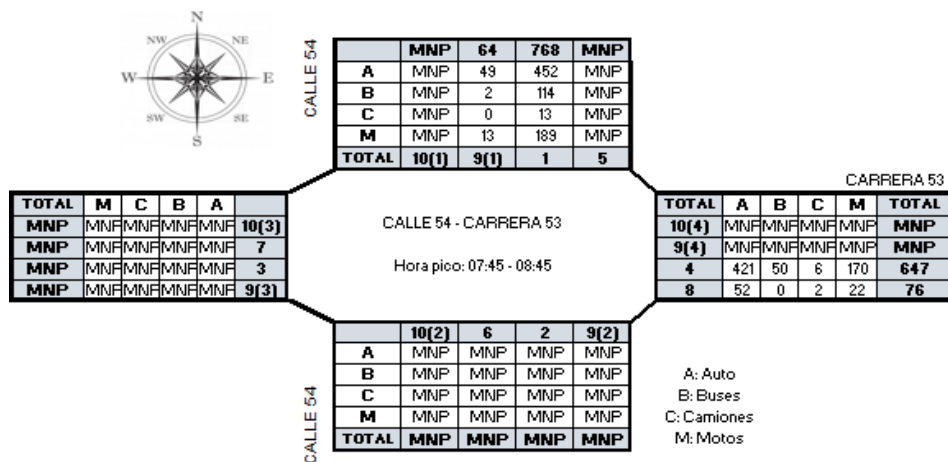 N
NW NE
W E
SW SE
S
CALLE 54
MNP 64 768 MNP
A MNP 49 452 MNP
B MNP 2 114 MNP
C MNP 0 13 MNP
M MNP 13 189 MNP
TOTAL 10(1) 9(1) 1 5
CARRERA 53
TOTAL M C B A
MNP MNP MNP MNP MNP 10(3)
MNP MNP MNP MNP MNP 7
MNP MNP MNP MNP MNP 3
MNP MNP MNP MNP MNP 9(3)
CALLE 54 - CARRERA 53
Hora pico: 07:45 - 08:45
TOTAL A B C M TOTAL
10(4) MNP MNP MNP MNP MNP
9(4) MNP MNP MNP MNP MNP
4 421 50 6 170 647
8 52 0 2 22 76
CALLE 54
10(2) 6 2 9(2)
A MNP MNP MNP MNP
B MNP MNP MNP MNP
C MNP MNP MNP MNP
M MNP MNP MNP MNP
TOTAL MNP MNP MNP MNP
A: Auto
B: Buses
C: Camiones
M: Motos